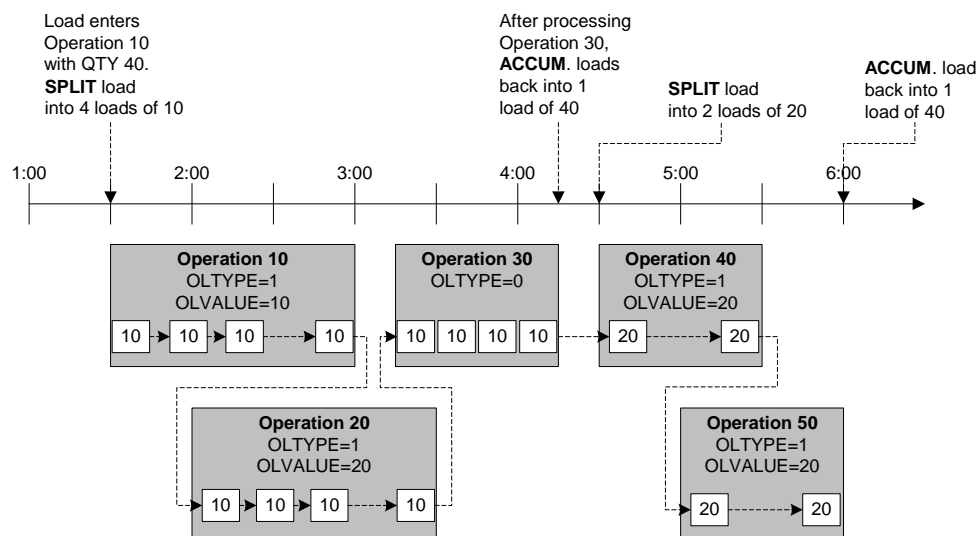 Load enters
Operation 10
with QTY 40.
SPLIT load
into 4 loads of 10
After processing
Operation 30,
ACCUM. loads
back into 1
load of 40
SPLIT load
into 2 loads of 20
ACCUM. load
back into 1
load of 40
1:00 2:00 3:00 4:00 5:00 6:00
Operation 10
OLTYPE=1
OLVALUE=10
10 10 10 10
Operation 30
OLTYPE=0
10 10 10 10
Operation 40
OLTYPE=1
OLVALUE=20
20 20
Operation 20
OLTYPE=1
OLVALUE=20
10 10 10 10
Operation 50
OLTYPE=1
OLVALUE=20
20 20